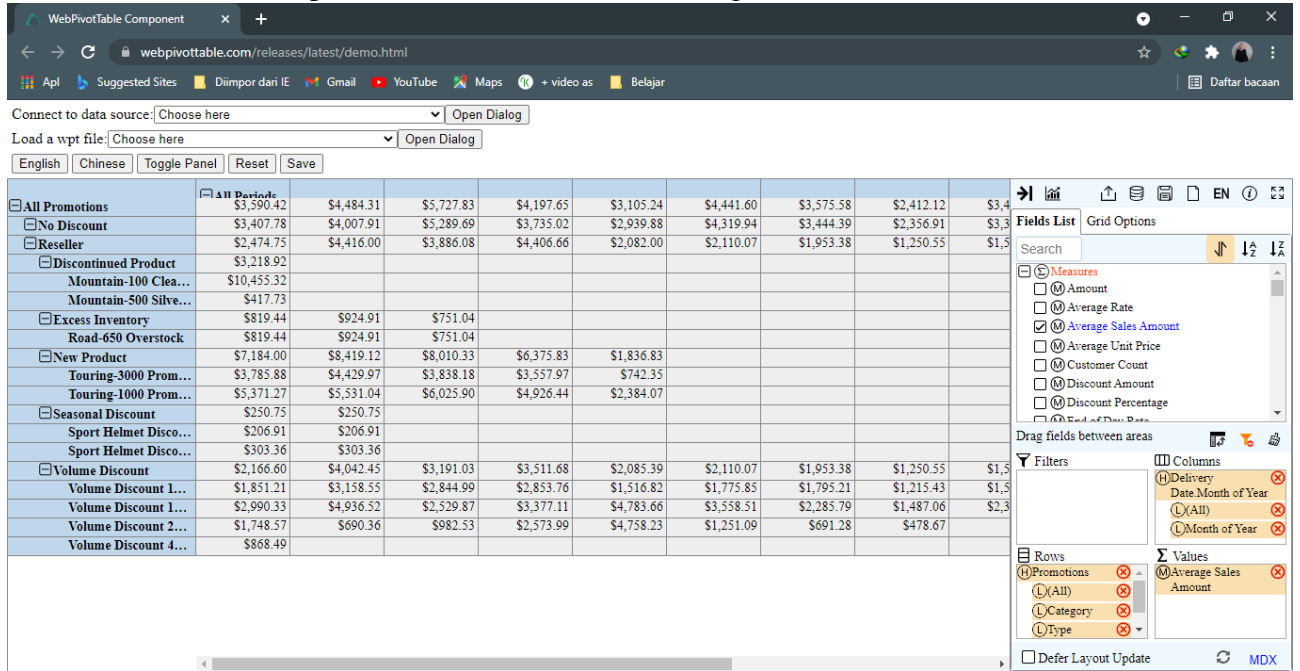 WebPivotTable Component
webpivottable.com/releases/latest/demo.html
Apl Suggested Sites Diimpor dari IE Gmail YouTube Maps + video as Belajar Daftar bacaan
Connect to data source: Choose here Open Dialog
Load a wpt file: Choose here Open Dialog
English Chinese Toggle Panel Reset Save
All Periods
All Promotions $3,590.42 $4,484.31 $5,727.83 $4,197.65 $3,105.24 $4,441.60 $3,575.58 $2,412.12 $3,4
No Discount $3,407.78 $4,007.91 $5,289.69 $3,735.02 $2,939.88 $4,319.94 $3,444.39 $2,356.91 $3,3
Reseller $2,474.75 $4,416.00 $3,886.08 $4,406.66 $2,082.00 $2,110.07 $1,953.38 $1,250.55 $1,5
Discontinued Product $3,218.92
Mountain-100 Clea... $10,455.32
Mountain-500 Silve... $417.73
Excess Inventory $819.44 $924.91 $751.04
Road-650 Overstock $819.44 $924.91 $751.04
New Product $7,184.00 $8,419.12 $8,010.33 $6,375.83 $1,836.83
Touring-3000 Prom... $3,785.88 $4,429.97 $3,838.18 $3,557.97 $742.35
Touring-1000 Prom... $5,371.27 $5,531.04 $6,025.90 $4,926.44 $2,384.07
Seasonal Discount $250.75 $250.75
Sport Helmet Disco... $206.91 $206.91
Sport Helmet Disco... $303.36 $303.36
Volume Discount $2,166.60 $4,042.45 $3,191.03 $3,511.68 $2,085.39 $2,110.07 $1,953.38 $1,250.55 $1,5
Volume Discount 1... $1,851.21 $3,158.55 $2,844.99 $2,853.76 $1,516.82 $1,775.85 $1,795.21 $1,215.43 $1,5
Volume Discount 1... $2,990.33 $4,936.52 $2,529.87 $3,377.11 $4,783.66 $3,558.51 $2,285.79 $1,487.06 $2,3
Volume Discount 2... $1,748.57 $690.36 $982.53 $2,573.99 $4,758.23 $1,251.09 $691.28 $478.67
Volume Discount 4... $868.49
EN
Fields List Grid Options
Search
Measures
Amount
Average Rate
Average Sales Amount
Average Unit Price
Customer Count
Discount Amount
Discount Percentage
End of Day Rate
Drag fields between areas
Filters
Columns
Delivery
Date.Month of Year
(All)
Month of Year
Rows
Promotions
(All)
Category
Type
Values
Average Sales
Amount
Defer Layout Update MDX